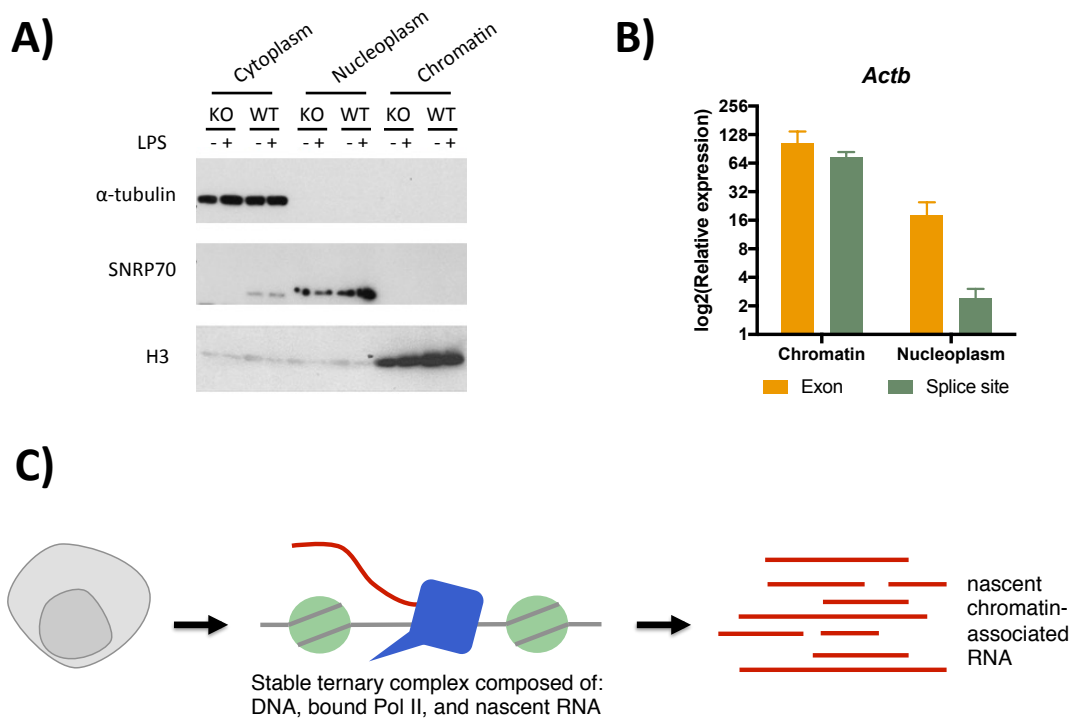 A)
Cytoplasm
Nucleoplasm
Chromatin
KO WT KO WT KO WT
LPS - + - + - + - + - + - +
α-tubulin
SNRP70
H3
B)
Actb
log2(Relative expression)
256
128
64
32
16
8
4
2
1
Chromatin Nucleoplasm
Exon Splice site
C)
Stable ternary complex composed of:
DNA, bound Pol II, and nascent RNA
nascent
chromatin-
associated
RNA